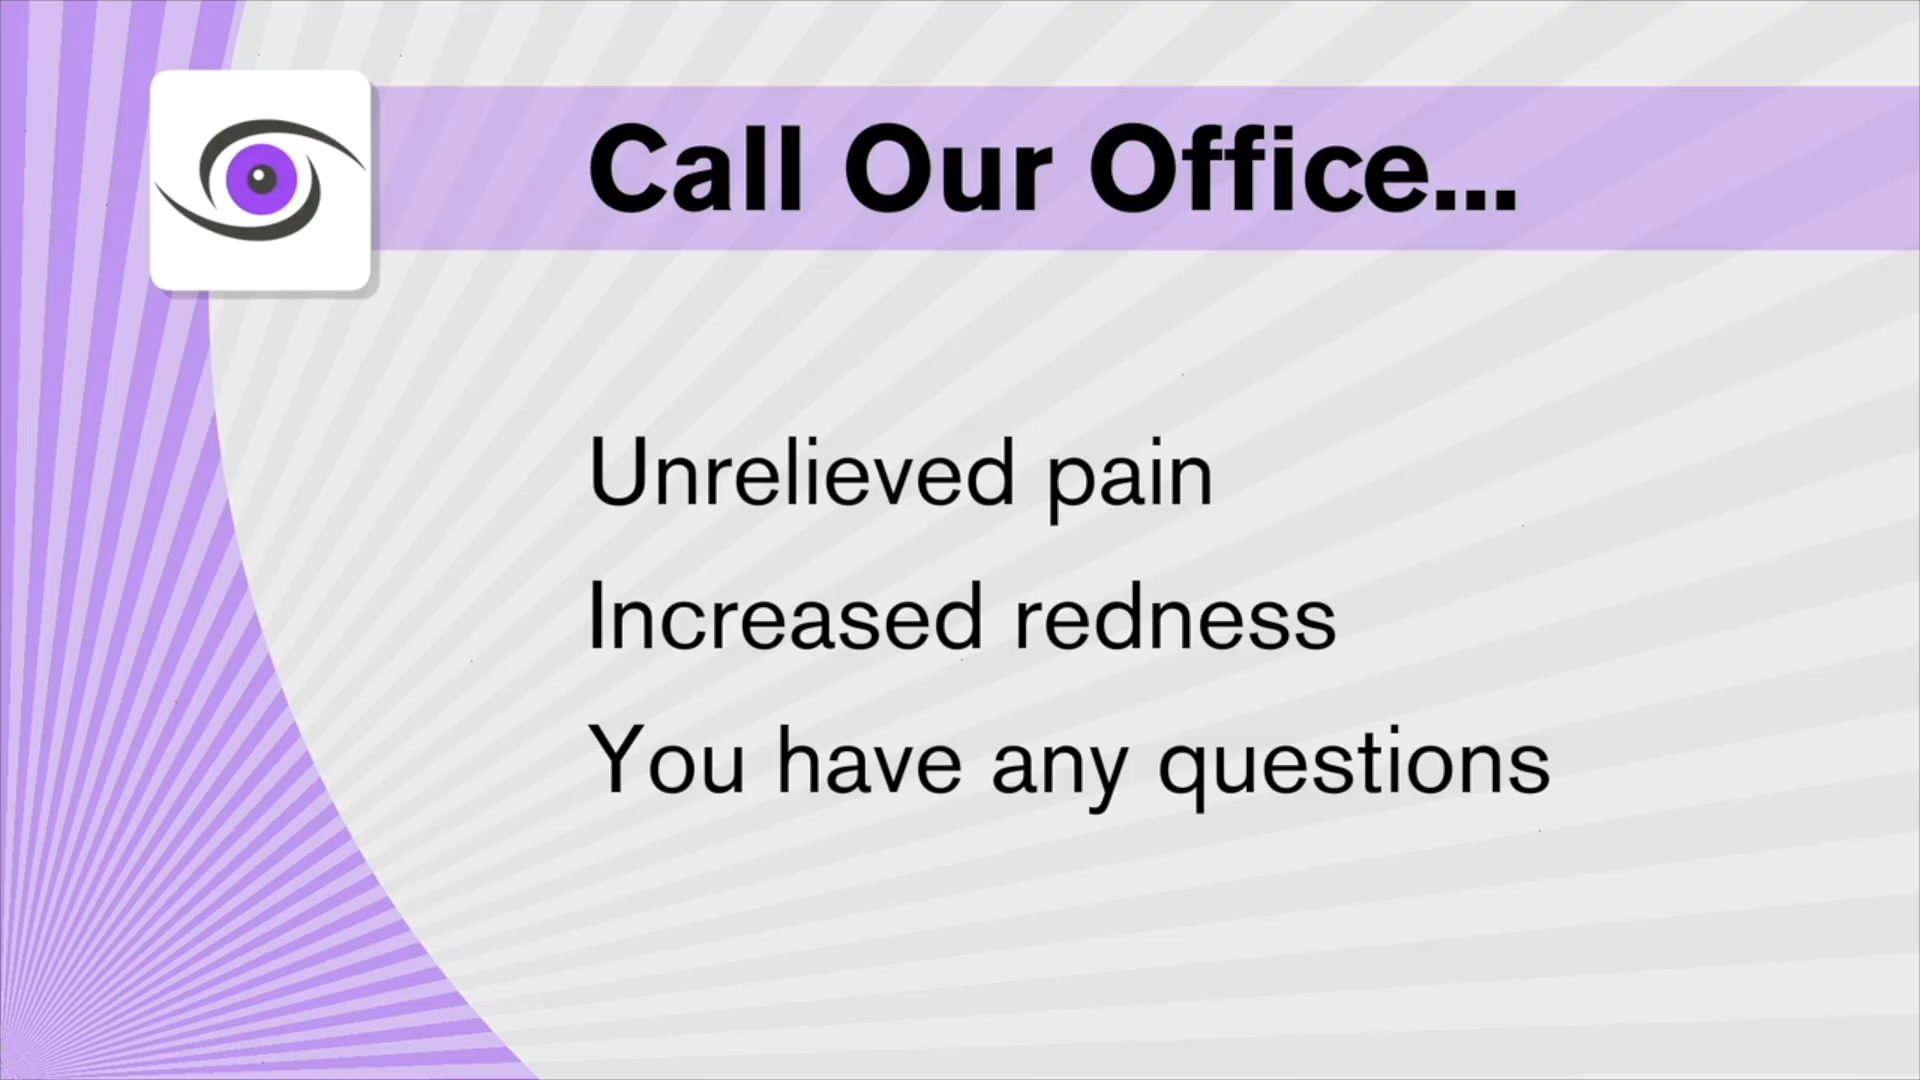 Call Our Office...
Unrelieved pain
Increased redness
You have any questions